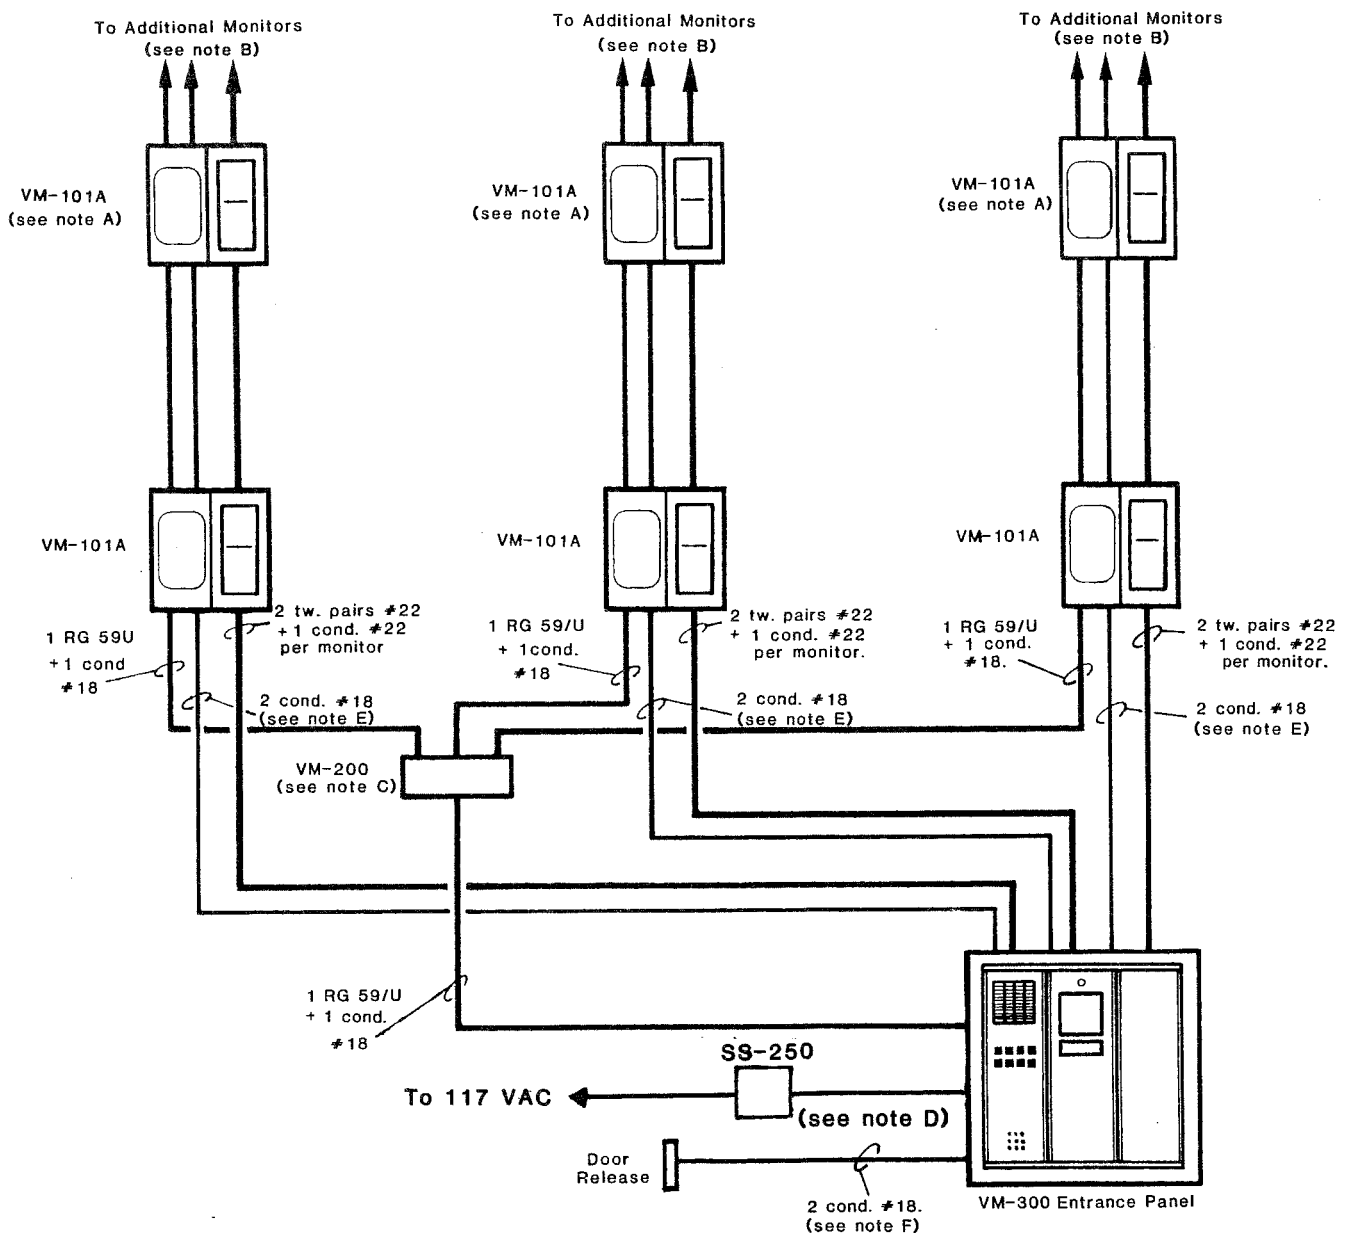 To Additional Monitors
(see note B)
To Additional Monitors
(see note B)
To Additional Monitors
(see note B)
VM-101A
(see note A)
VM-101A
(see note A)
VM-101A
(see note A)
VM-101A
VM-101A
VM-101A
1 RG 59U
+ 1 cond
#18
2 tw. pairs #22
+ 1 cond. #22
per monitor
2 cond. #18
(see note E)
1 RG 59/U
+ 1cond.
#18
2 tw. pairs #22
+ 1 cond. #22
per monitor.
2 cond. #18
(see note E)
1 RG 59/U
+ 1 cond.
#18.
2 tw. pairs #22
+ 1 cond. #22
per monitor.
2 cond. #18
(see note E)
VM-200
(see note C)
1 RG 59/U
+ 1 cond.
#18
SS-250
To 117 VAC
(see note D)
Door
Release
2 cond. #18.
(see note F)
VM-300 Entrance Panel